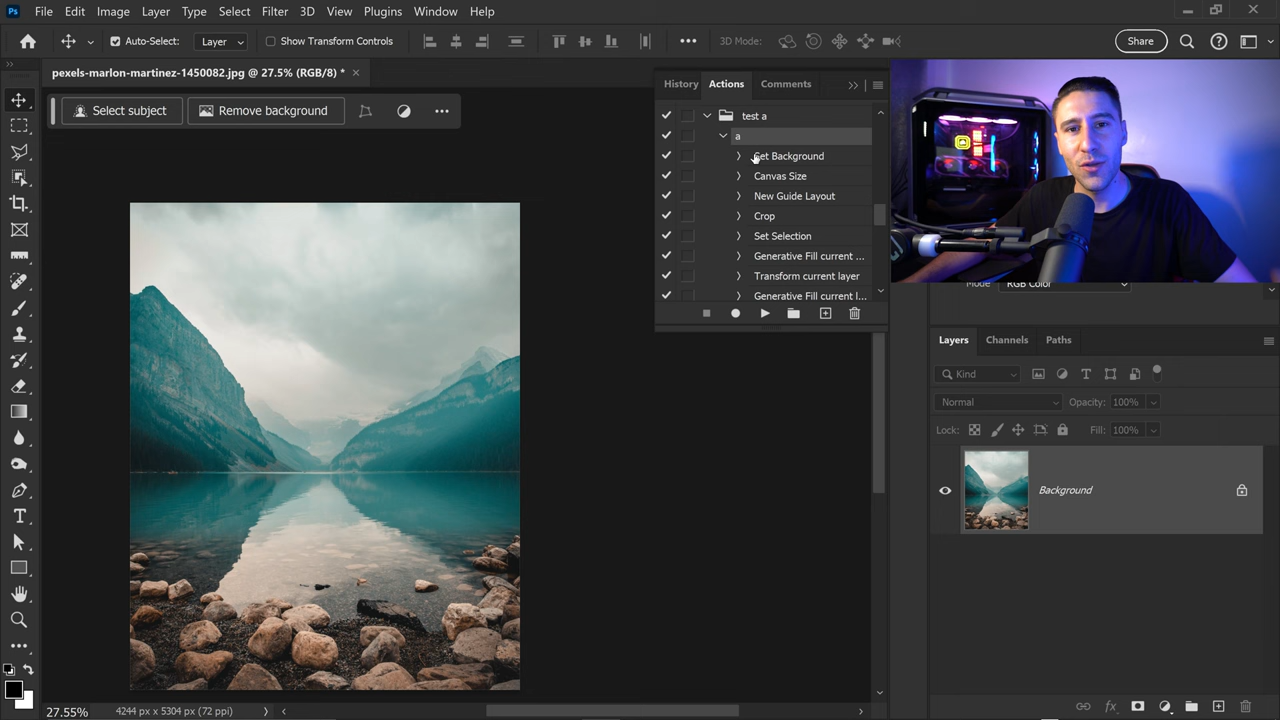 Ps File Edit Image Layer Type Select Filter 3D View Plugins Window Help
Auto-Select: Layer Show Transform Controls 3D Mode: Share
pexels-marlon-martinez-1450082.jpg @ 27.5% (RGB/8) *
Select subject Remove background
History Actions Comments
test a
a
Set Background
Canvas Size
New Guide Layout
Crop
Set Selection
Generative Fill current ...
Transform current layer
Generative Fill current l...
Mode RGB Color
Layers Channels Paths
Kind
Normal Opacity: 100%
Lock: Fill: 100%
Background
27.55% 4244 px x 5304 px (72 ppi)